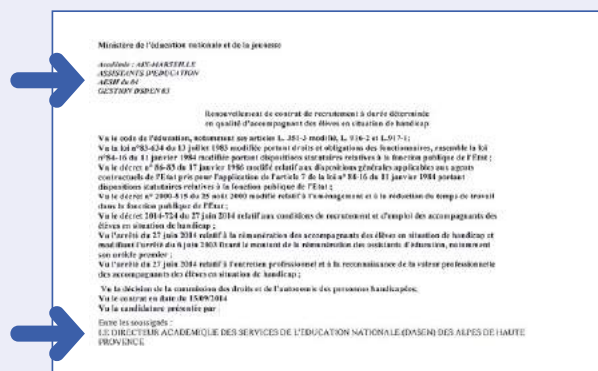 Ministère de l'éducation nationale et de la jeunesse
Académie : AIX-MARSEILLE
ASSISTANTS D'EDUCATION
AESH du 04
GESTION DSDEN 83
Renouvellement de contrat de recrutement à durée déterminée
en qualité d'accompagnant des élèves en situation de handicap
Vu le code de l'éducation, notamment ses articles L. 351-3 modifié, L. 916-2 et L.917-1;
Vu la loi n°83-634 du 13 juillet 1983 modifiée portant droits et obligations des fonctionnaires, ensemble la loi
n°84-16 du 11 janvier 1984 modifiée portant dispositions statutaires relatives à la fonction publique de l'Etat ;
Vu le décret n° 86-83 du 17 janvier 1986 modifié relatif aux dispositions générales applicables aux agents
contractuels de l'Etat pris pour l'application de l'article 7 de la loi n° 84-16 du 11 janvier 1984 portant
dispositions statutaires relatives à la fonction publique de l'Etat ;
Vu le décret n° 2000-815 du 25 août 2000 modifié relatif à l'aménagement et à la réduction du temps de travail
dans la fonction publique de l'Etat ;
Vu le décret 2014-724 du 27 juin 2014 relatif aux conditions de recrutement et d'emploi des accompagnants des
élèves en situation de handicap ;
Vu l'arrêté du 27 juin 2014 relatif à la rémunération des accompagnants des élèves en situation de handicap et
modifiant l'arrêté du 6 juin 2003 fixant le montant de la rémunération des assistants d'éducation, notamment
son article premier ;
Vu l'arrêté du 27 juin 2014 relatif à l'entretien professionnel et à la reconnaissance de la valeur professionnelle
des accompagnants des élèves en situation de handicap ;
Vu la décision de la commission des droits et de l'autonomie des personnes handicapées;
Vu le contrat en date du 15/09/2014
Vu la candidature présentée par
Entre les soussignés :
LE DIRECTEUR ACADEMIQUE DES SERVICES DE L'EDUCATION NATIONALE (DASEN) DES ALPES DE HAUTE
PROVENCE